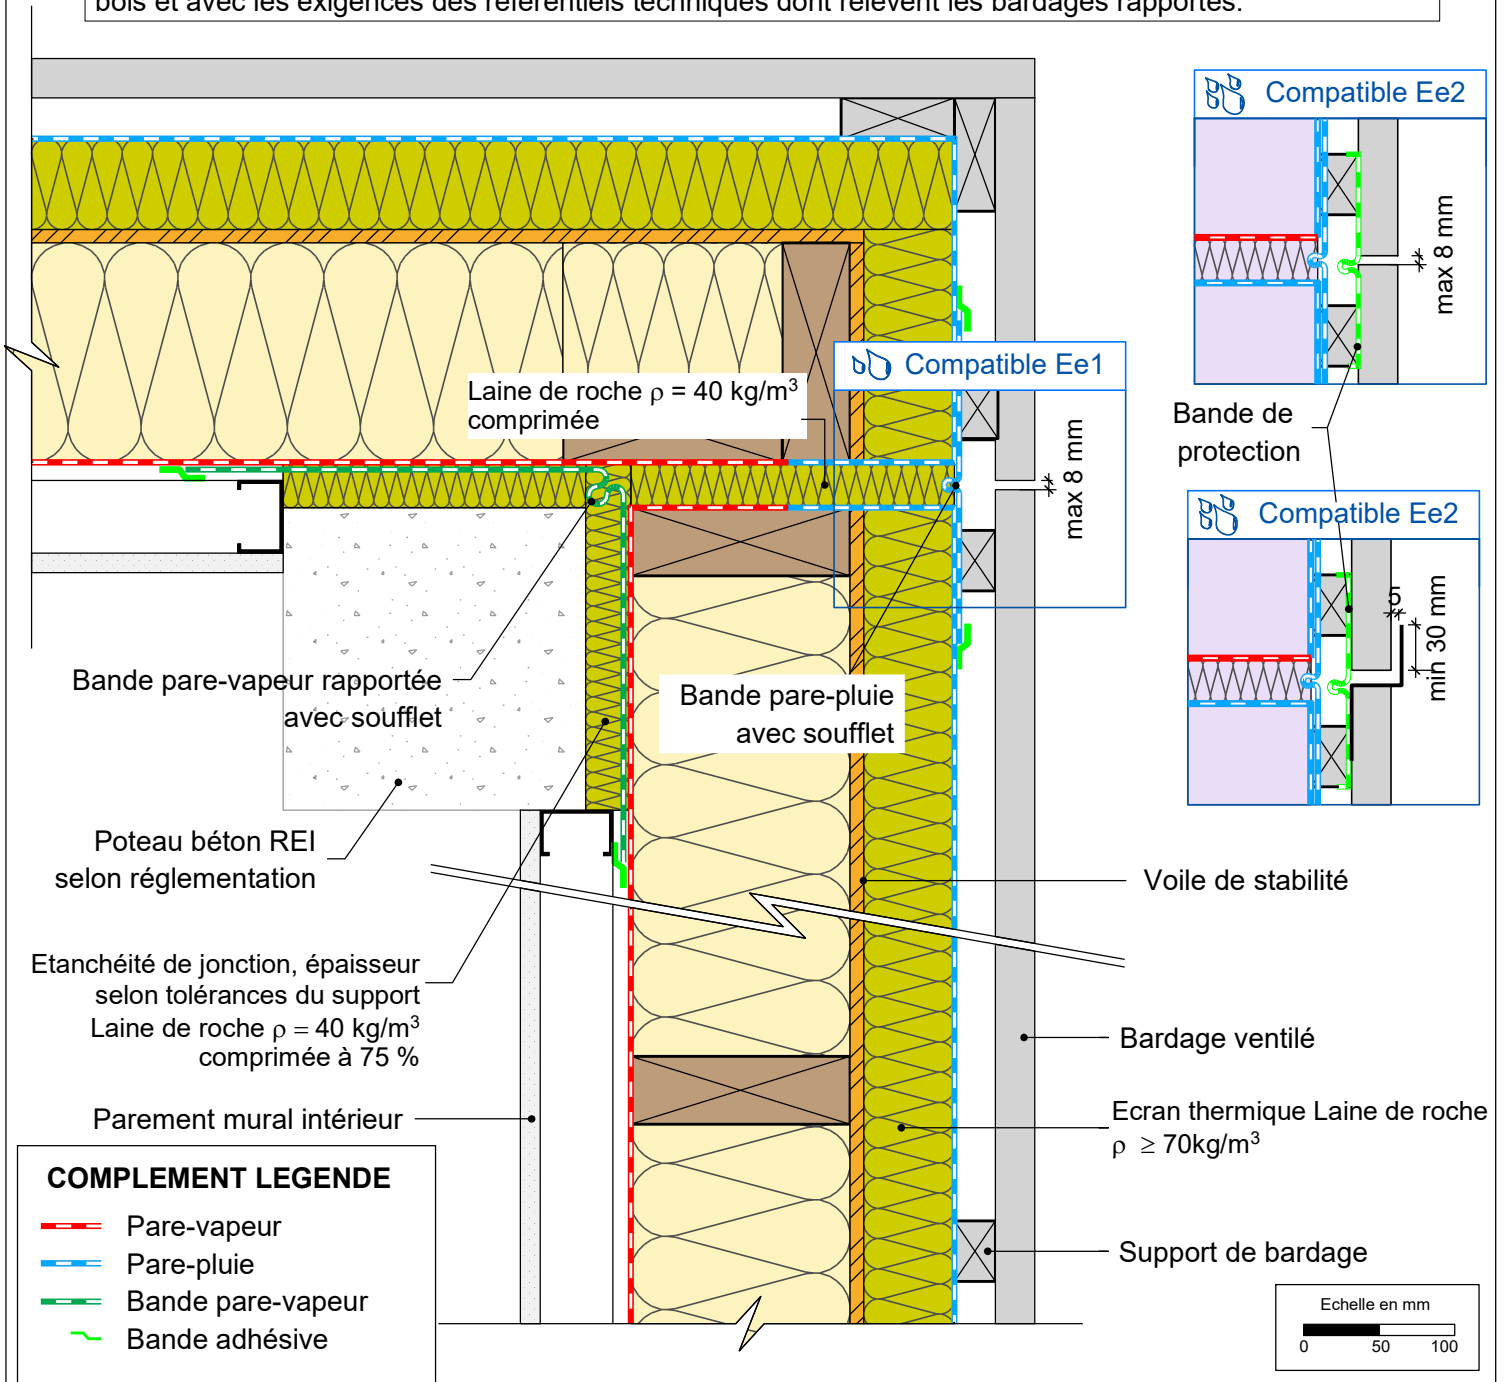 bois et avec les exigences des référentiels techniques dont relèvent les bardages rapportés.
Compatible Ee2
max 8 mm
Compatible Ee1
Laine de roche ρ = 40 kg/m³
comprimée
max 8 mm
Bande de
protection
Compatible Ee2
5
min 30 mm
Bande pare-vapeur rapportée
avec soufflet
Bande pare-pluie
avec soufflet
Poteau béton REI
selon réglementation
Voile de stabilité
Etanchéité de jonction, épaisseur
selon tolérances du support
Laine de roche ρ = 40 kg/m³
comprimée à 75 %
Bardage ventilé
Parement mural intérieur
Ecran thermique Laine de roche
ρ ≥ 70kg/m³
COMPLEMENT LEGENDE
Pare-vapeur
Pare-pluie
Bande pare-vapeur
Bande adhésive
Support de bardage
Echelle en mm
0 50 100